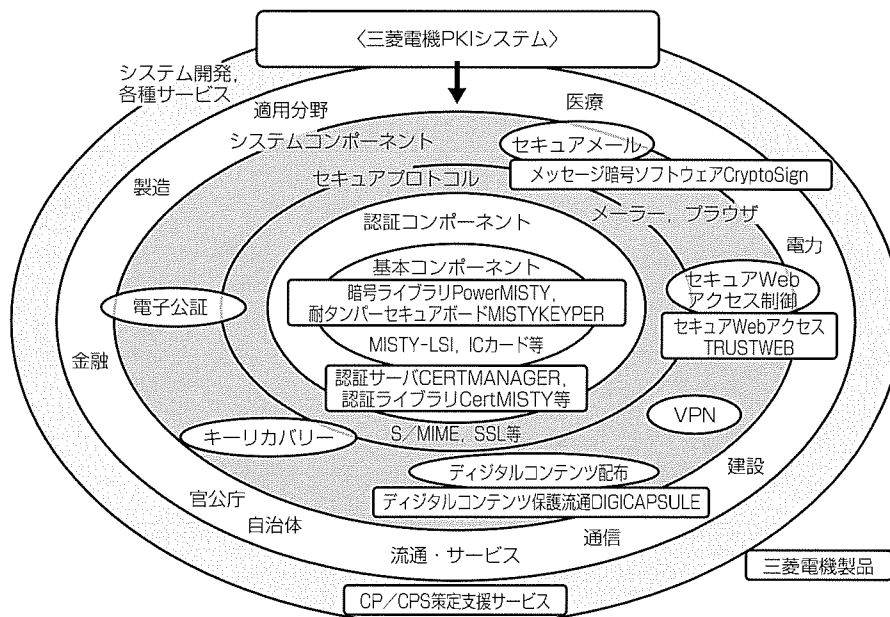 〈三菱電機PKIシステム〉
システム開発,
各種サービス
適用分野
医療
システムコンポーネント
セキュアメール
メッセージ暗号ソフトウェアCryptoSign
製造
セキュアプロトコル
メーラー, ブラウザ
認証コンポーネント
電力
基本コンポーネント
セキュアWeb
アクセス制御
暗号ライブラリPowerMISTY,
耐タンパーセキュアボードMISTYKEYPER
電子公証
セキュアWebアクセス
TRUSTWEB
MISTY-LSI, ICカード等
金融
認証サーバCERTMANAGER,
認証ライブラリCertMISTY等
VPN
キーリカバリー
S/MIME, SSL等
ディジタルコンテンツ配布
建設
官公庁
ディジタルコンテンツ保護流通DIGICAPSULE
自治体
通信
流通・サービス
三菱電機製品
CP/CPS策定支援サービス